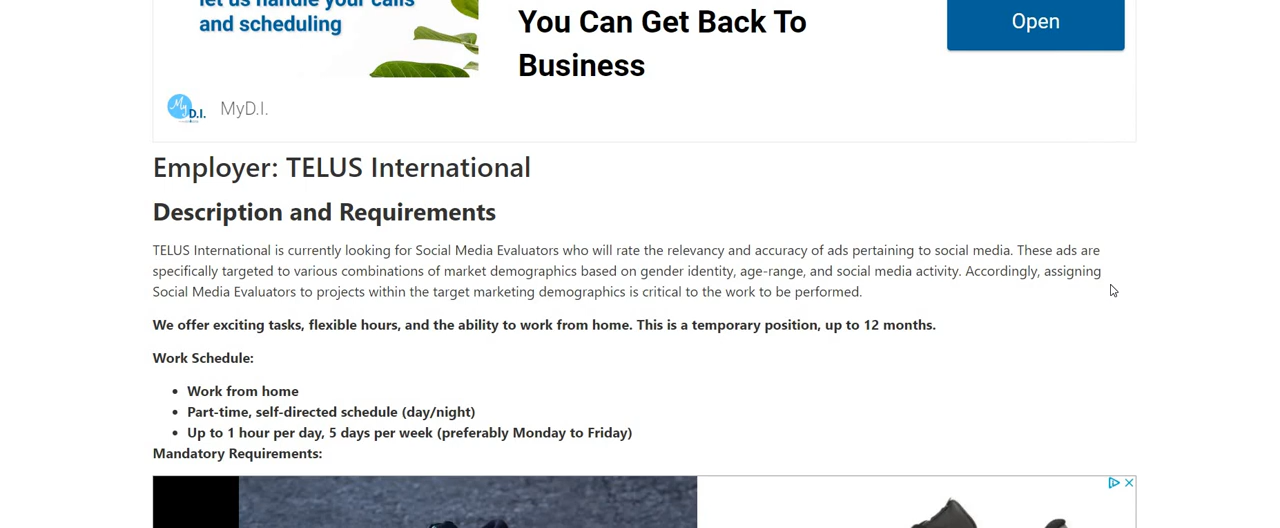 let us handle your calls
and scheduling
You Can Get Back To
Business
Open
My D.I.
MyD.I.
Employer: TELUS International
Description and Requirements
TELUS International is currently looking for Social Media Evaluators who will rate the relevancy and accuracy of ads pertaining to social media. These ads are
specifically targeted to various combinations of market demographics based on gender identity, age-range, and social media activity. Accordingly, assigning
Social Media Evaluators to projects within the target marketing demographics is critical to the work to be performed.
We offer exciting tasks, flexible hours, and the ability to work from home. This is a temporary position, up to 12 months.
Work Schedule:
• Work from home
• Part-time, self-directed schedule (day/night)
• Up to 1 hour per day, 5 days per week (preferably Monday to Friday)
Mandatory Requirements: